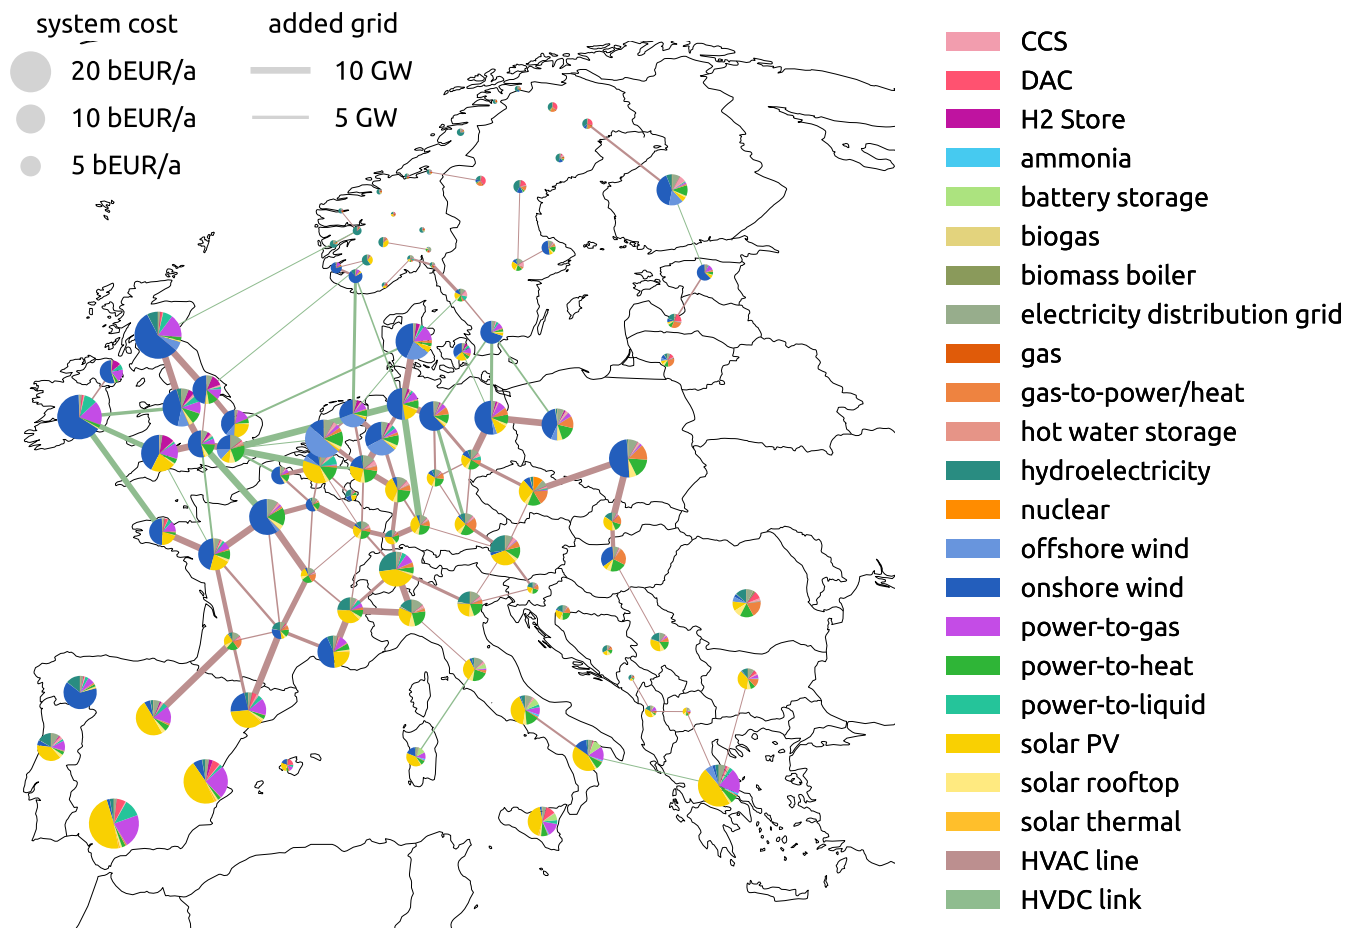 system cost
20 bEUR/a
10 bEUR/a
5 bEUR/a
added grid
10 GW
5 GW
CCS
DAC
H2 Store
ammonia
battery storage
biogas
biomass boiler
electricity distribution grid
gas
gas-to-power/heat
hot water storage
hydroelectricity
nuclear
offshore wind
onshore wind
power-to-gas
power-to-heat
power-to-liquid
solar PV
solar rooftop
solar thermal
HVAC line
HVDC link